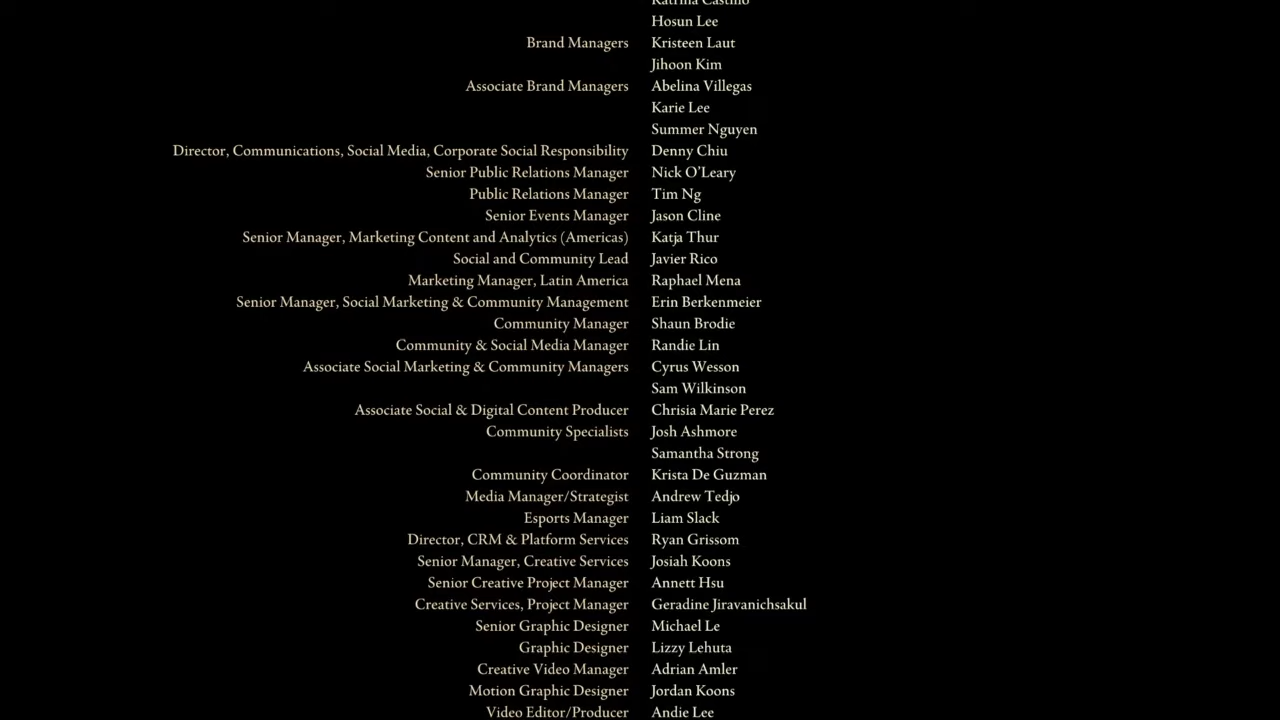 Katrina Castillo
Hosun Lee
Brand Managers Kristeen Laut
Jihoon Kim
Associate Brand Managers Abelina Villegas
Karie Lee
Summer Nguyen
Director, Communications, Social Media, Corporate Social Responsibility Denny Chiu
Senior Public Relations Manager Nick O'Leary
Public Relations Manager Tim Ng
Senior Events Manager Jason Cline
Senior Manager, Marketing Content and Analytics (Americas) Katja Thur
Social and Community Lead Javier Rico
Marketing Manager, Latin America Raphael Mena
Senior Manager, Social Marketing & Community Management Erin Berkenmeier
Community Manager Shaun Brodie
Community & Social Media Manager Randie Lin
Associate Social Marketing & Community Managers Cyrus Wesson
Sam Wilkinson
Associate Social & Digital Content Producer Chrisia Marie Perez
Community Specialists Josh Ashmore
Samantha Strong
Community Coordinator Krista De Guzman
Media Manager/Strategist Andrew Tedjo
Esports Manager Liam Slack
Director, CRM & Platform Services Ryan Grissom
Senior Manager, Creative Services Josiah Koons
Senior Creative Project Manager Annett Hsu
Creative Services, Project Manager Geradine Jiravanichsakul
Senior Graphic Designer Michael Le
Graphic Designer Lizzy Lehuta
Creative Video Manager Adrian Amler
Motion Graphic Designer Jordan Koons
Video Editor/Producer Andie Lee